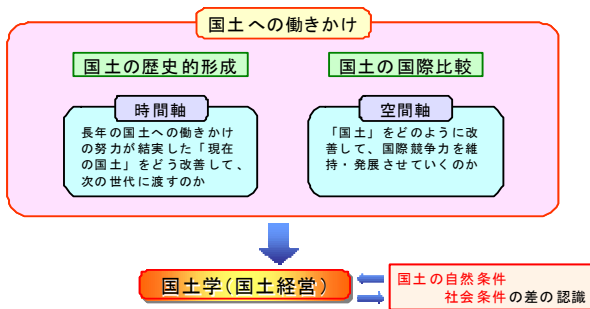 国土への働きかけ
国土の歴史的形成
国土の国際比較
時間軸
長年の国土への働きかけ
の努力が結実した「現在
の国土」をどう改善して、
次の世代に渡すのか
空間軸
「国土」をどのように改
善して、国際競争力を維
持・発展させていくのか
国土学(国土経営)
国土の自然条件
社会条件の差の認識